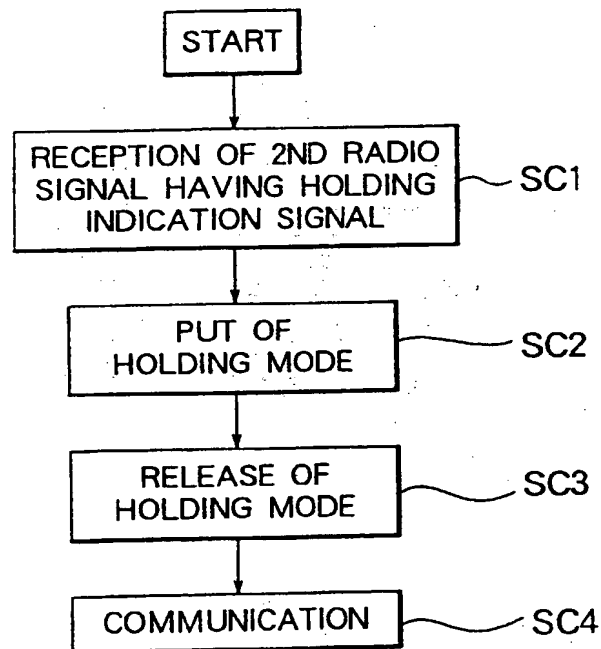 START
RECEPTION OF 2ND RADIO
SIGNAL HAVING HOLDING
INDICATION SIGNAL
SC1
PUT OF
HOLDING MODE
SC2
RELEASE OF
HOLDING MODE
SC3
COMMUNICATION
SC4